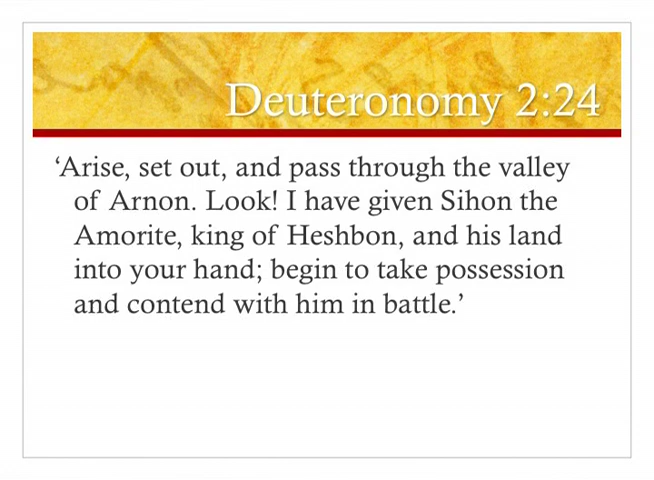 Deuteronomy 2:24
‘Arise, set out, and pass through the valley
of Arnon. Look! I have given Sihon the
Amorite, king of Heshbon, and his land
into your hand; begin to take possession
and contend with him in battle.’